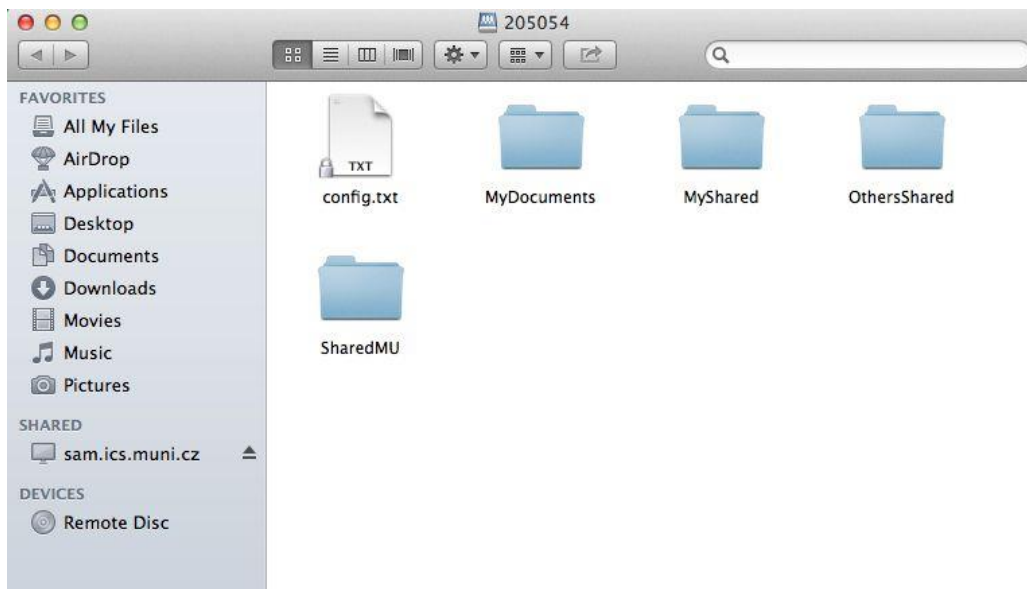 205054
FAVORITES
All My Files
AirDrop
Applications
Desktop
Documents
Downloads
Movies
Music
Pictures
SHARED
sam.ics.muni.cz
DEVICES
Remote Disc
TXT
config.txt MyDocuments MyShared OthersShared
SharedMU